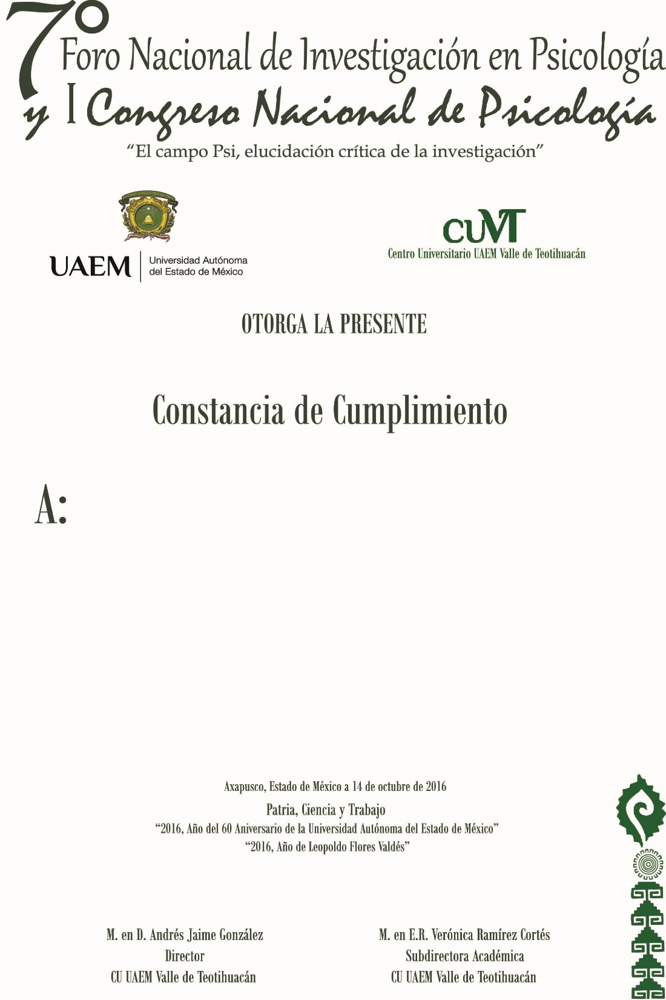 7° Foro Nacional de Investigación en Psicología
y I Congreso Nacional de Psicología
“El campo Psi, elucidación crítica de la investigación”
UAEM
Universidad Autónoma
del Estado de México
CUVT
Centro Universitario UAEM Valle de Teotihuacán
OTORGA LA PRESENTE
Constancia de Cumplimiento
A:
Axapusco, Estado de México a 14 de octubre de 2016
Patria, Ciencia y Trabajo
“2016, Año del 60 Aniversario de la Universidad Autónoma del Estado de México”
“2016, Año de Leopoldo Flores Valdés”
M. en D. Andrés Jaime González
Director
CU UAEM Valle de Teotihuacán
M. en E.R. Verónica Ramírez Cortés
Subdirectora Académica
CU UAEM Valle de Teotihuacán